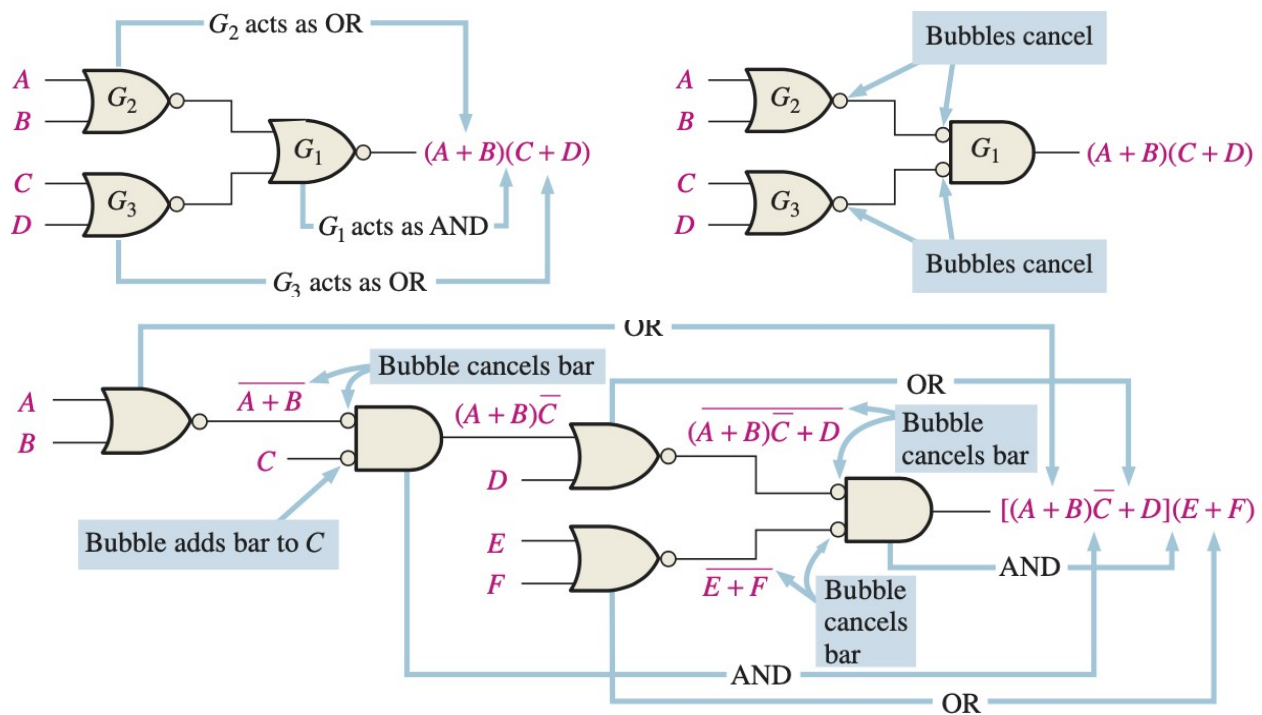 G₂ acts as OR
A
B
G₂
C
D
G₃
G₁
(A + B)(C + D)
G₁ acts as AND
G₃ acts as OR
Bubbles cancel
A
B
G₂
C
D
G₃
G₁
(A + B)(C + D)
Bubbles cancel
OR
A
B
A̅ ̅+̅ ̅B̅
Bubble cancels bar
C
Bubble adds bar to C
(A + B)C̅
D
OR
(̅A̅ ̅+̅ ̅B̅)̅C̅̅ ̅+̅ ̅D̅
Bubble
cancels bar
E
F
E̅ ̅+̅ ̅F̅
Bubble
cancels
bar
[(A + B)C̅ + D](E + F)
AND
AND
OR